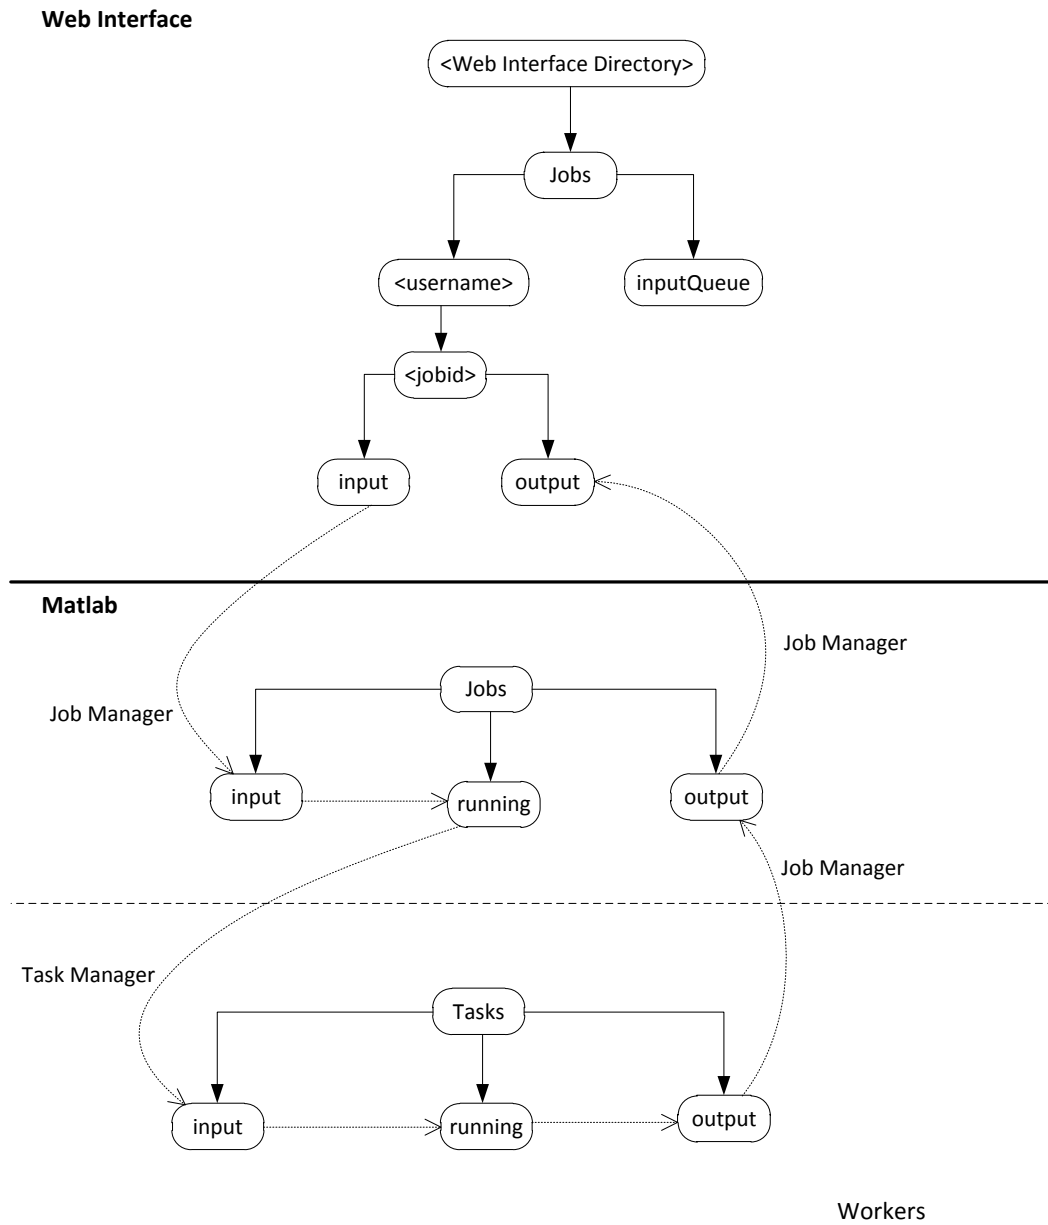 Web Interface
<Web Interface Directory>
Jobs
<username>
inputQueue
<jobid>
input
output
Matlab
Job Manager
Jobs
Job Manager
input
running
output
Job Manager
Task Manager
Tasks
input
running
output
Workers